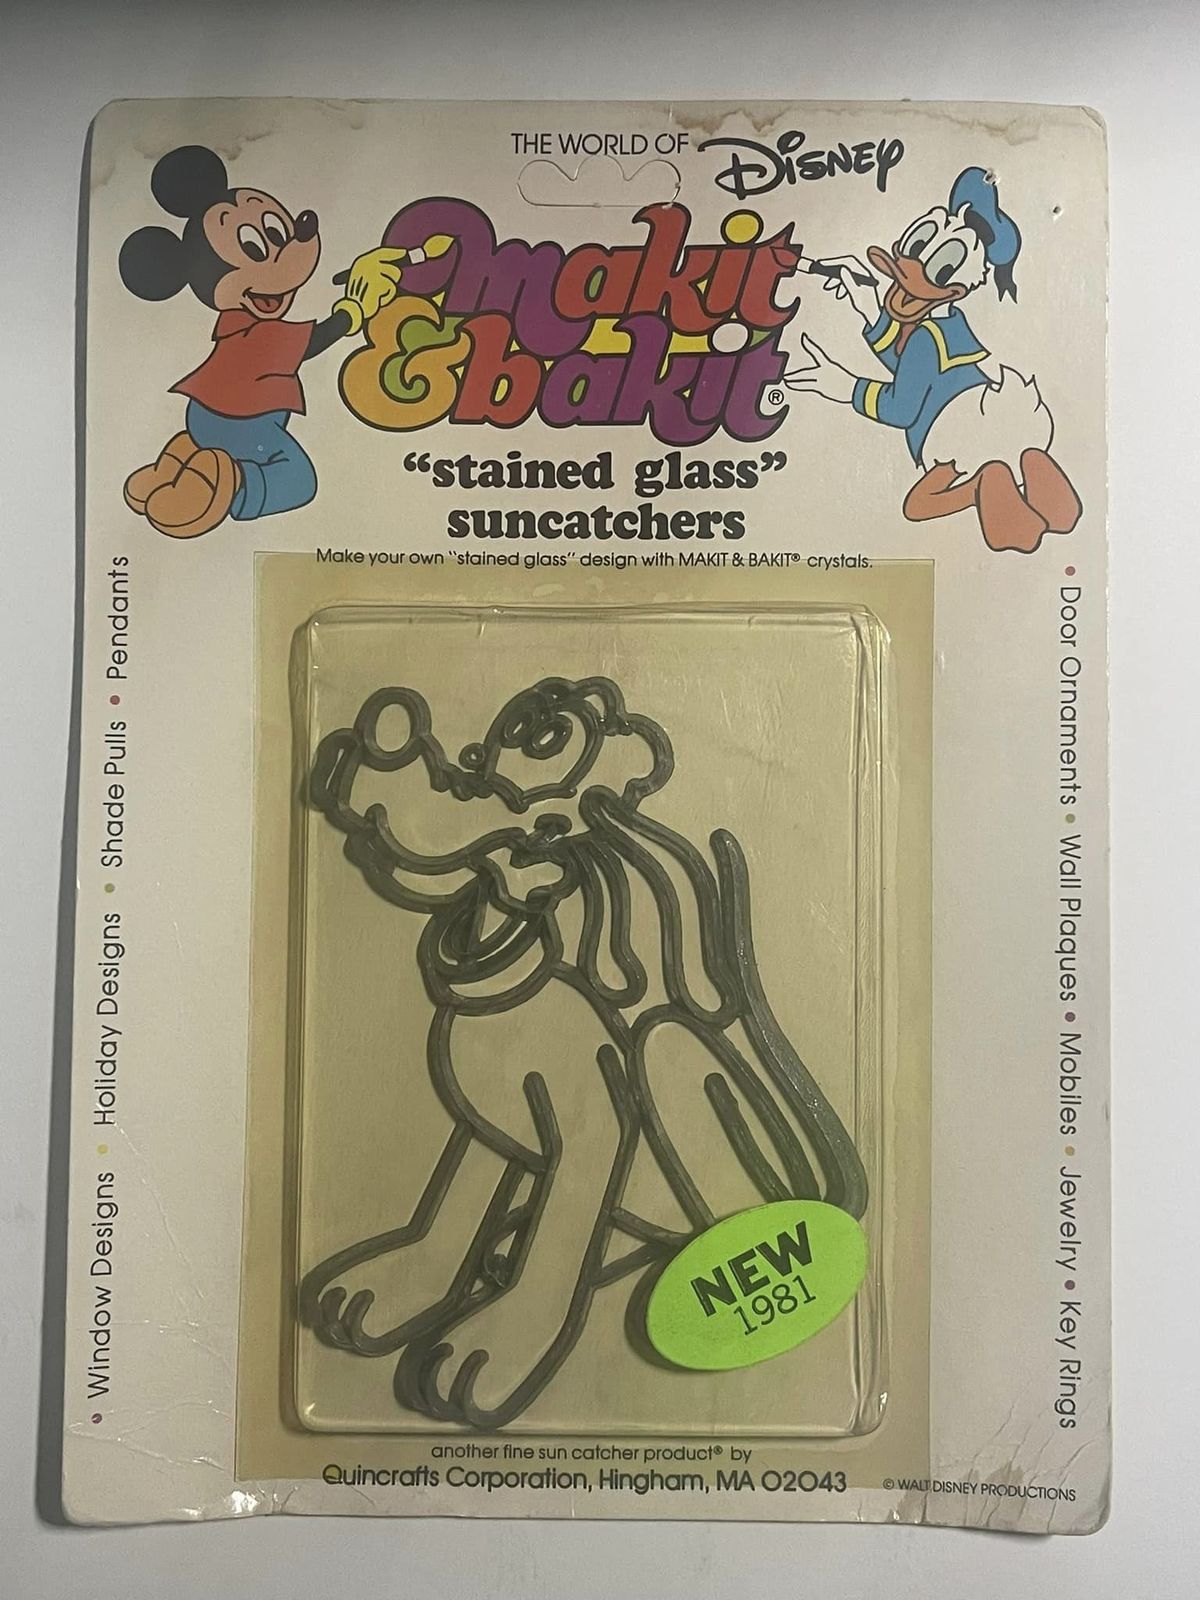 THE WORLD OF Disney
makit
& bakit®
“stained glass”
suncatchers
Make your own "stained glass" design with MAKIT & BAKIT® crystals.
• Window Designs • Holiday Designs • Shade Pulls • Pendants
• Door Ornaments • Wall Plaques • Mobiles • Jewelry • Key Rings
NEW
1981
another fine sun catcher product® by
Quincrafts Corporation, Hingham, MA 02043
© WALT DISNEY PRODUCTIONS